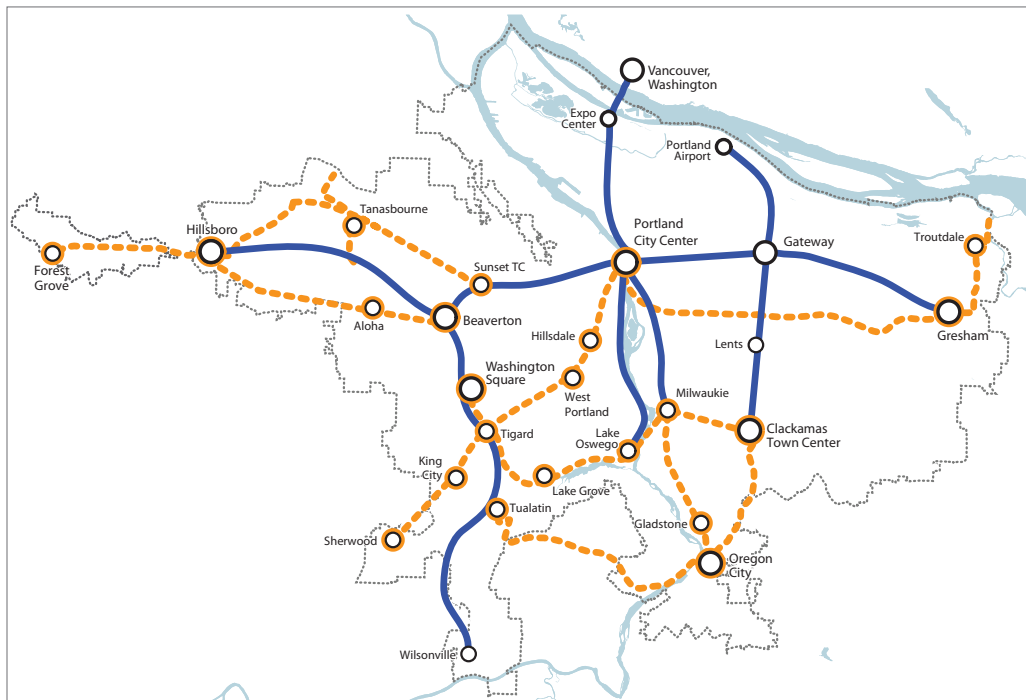 Vancouver,
Washington
Expo
Center
Portland
Airport
Tanasbourne
Hillsboro
Portland
City Center
Gateway
Troutdale
Forest
Grove
Sunset TC
Aloha
Beaverton
Hillsdale
Gresham
Lents
Washington
Square
West
Portland
Milwaukie
Tigard
Lake
Oswego
Clackamas
Town Center
King
City
Lake Grove
Tualatin
Gladstone
Sherwood
Oregon
City
Wilsonville